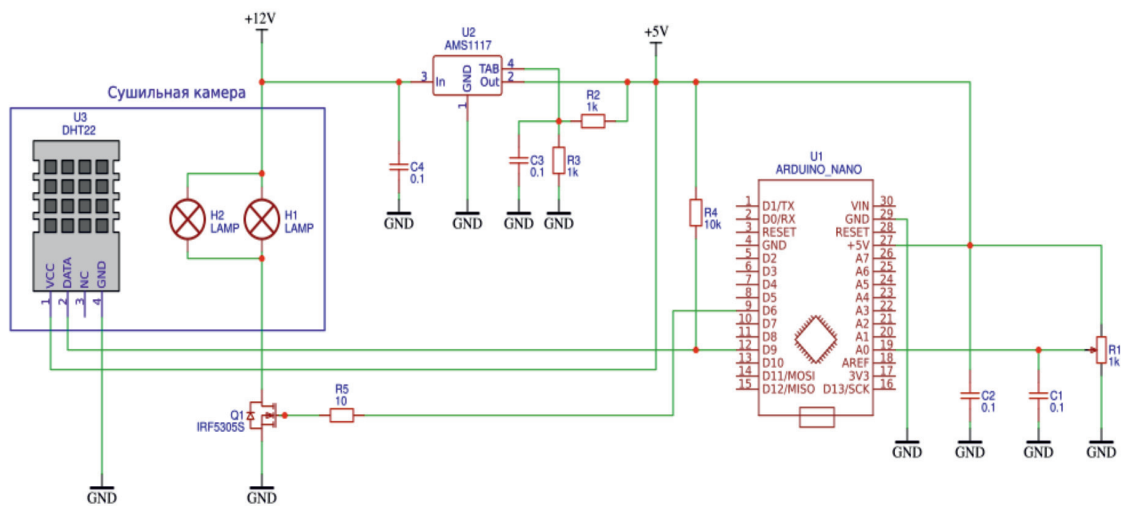 +12V
U2
AMS1117
+5V
3
In
GND
TAB
4
Out
2
1
Сушильная камера
U3
DHT22
R2
1k
C4
0.1
C3
0.1
R3
1k
GND
GND
GND
GND
H2
LAMP
H1
LAMP
R4
10k
U1
ARDUINO_NANO
1 D1/TX VIN 30
2 D0/RX GND 29
3 RESET RESET 28
4 GND +5V 27
5 D2 A7 26
6 D3 A6 25
7 D4 A5 24
8 D5 A4 23
9 D6 A3 22
10 D7 A2 21
11 D8 A1 20
12 D9 A0 19
13 D10 AREF 18
14 D11/MOSI 3V3 17
15 D12/MISO D13/SCK 16
VCC
DATA
NC
GND
1
2
3
4
R1
1k
R5
10
Q1
IRF5305S
C2
0.1
C1
0.1
GND
GND
GND
GND
GND
GND